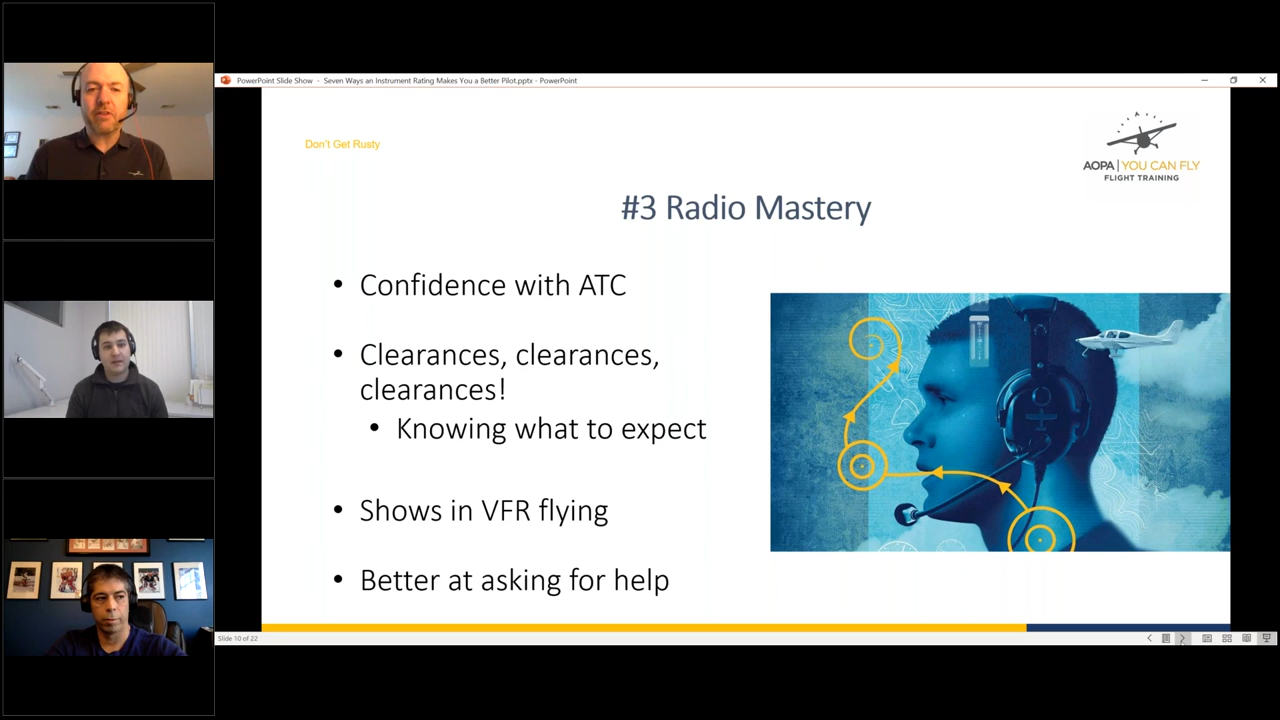 PowerPoint Slide Show - Seven Ways an Instrument Rating Makes You a Better Pilot.pptx - PowerPoint
Don't Get Rusty
AOPA | YOU CAN FLY
FLIGHT TRAINING
#3 Radio Mastery
• Confidence with ATC
• Clearances, clearances,
clearances!
• Knowing what to expect
• Shows in VFR flying
• Better at asking for help
Slide 10 of 22